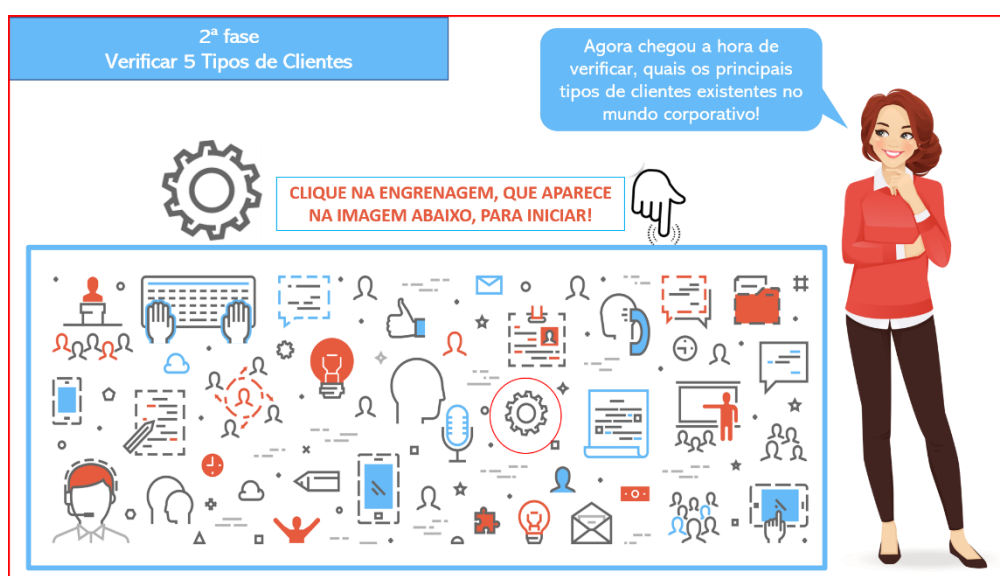 2ª fase
Verificar 5 Tipos de Clientes
Agora chegou a hora de
verificar, quais os principais
tipos de clientes existentes no
mundo corporativo!
CLIQUE NA ENGRENAGEM, QUE APARECE
NA IMAGEM ABAIXO, PARA INICIAR!